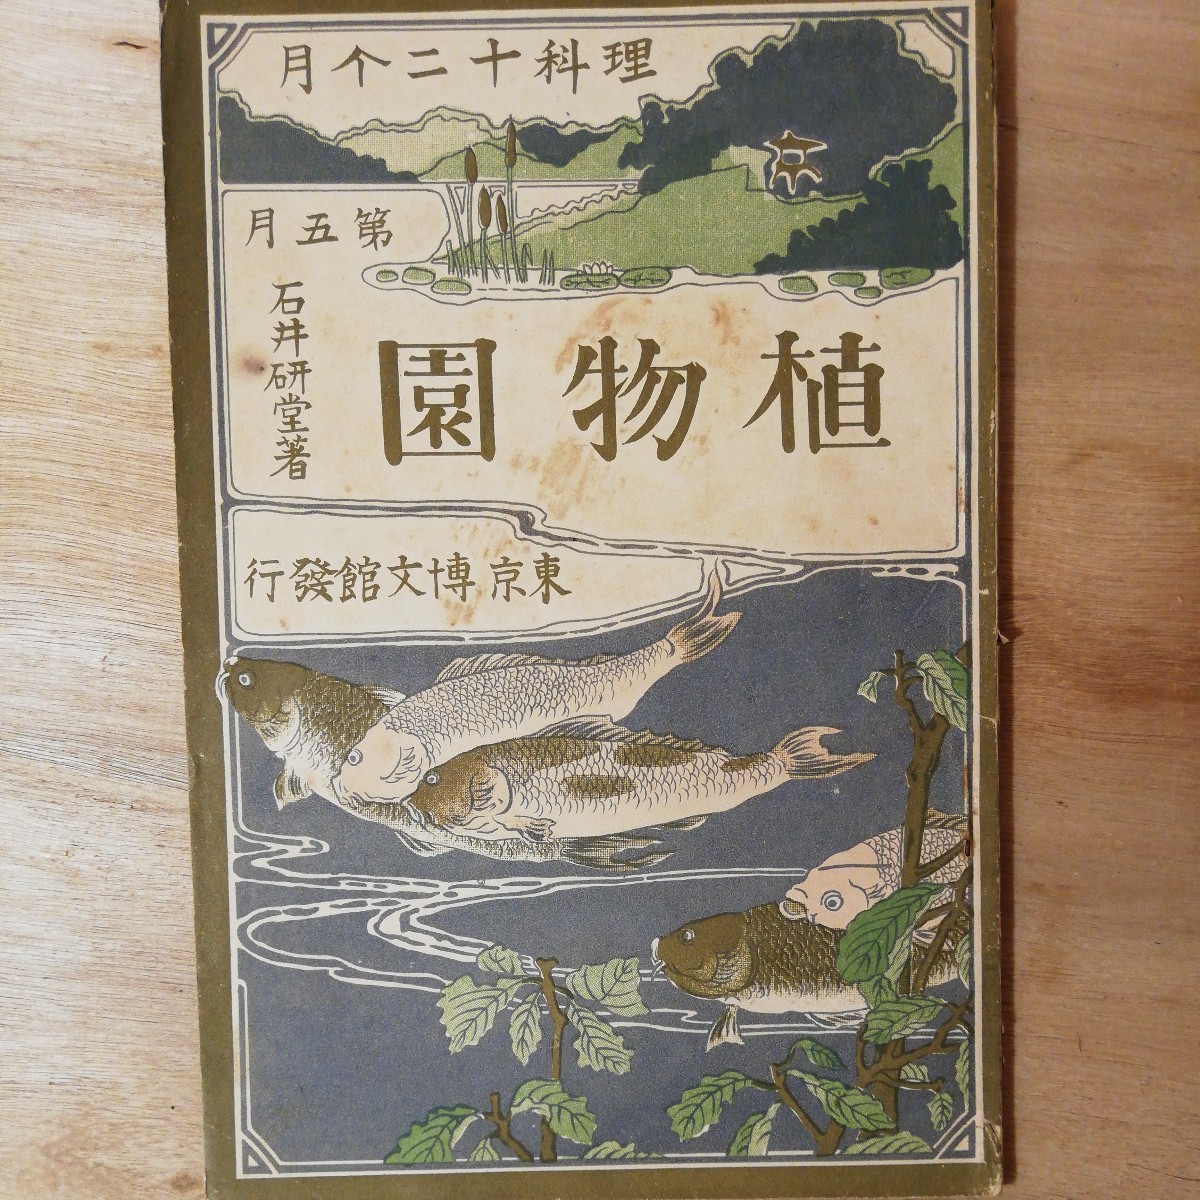 理科十二个月
第五月
植物園
石井研堂著
東京博文館發行